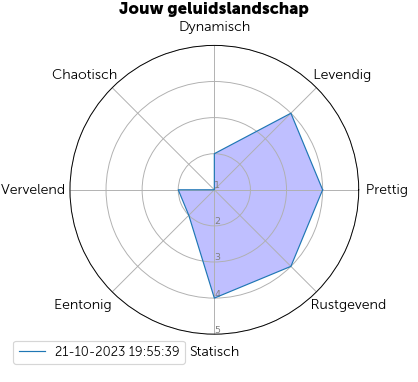 Jouw geluidslandschap
Dynamisch
Chaotisch
Levendig
Vervelend
Prettig
1
2
3
4
5
Eentonig
Rustgevend
Statisch
21-10-2023 19:55:39